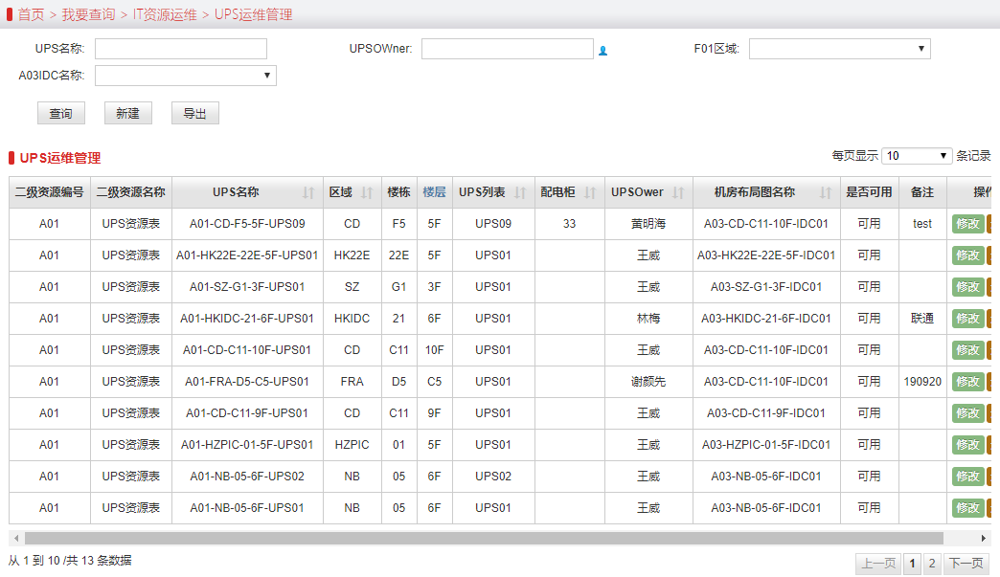 首页 > 我要查询 > IT资源运维 > UPS运维管理
UPS名称: UPSOWner: F01区域:
A03IDC名称:
查询 新建 导出
UPS运维管理 每页显示 10 条记录
二级资源编号 二级资源名称 UPS名称 区域 楼栋 楼层 UPS列表 配电柜 UPSOwer 机房布局图名称 是否可用 备注 操作
A01 UPS资源表 A01-CD-F5-5F-UPS09 CD F5 5F UPS09 33 黄明海 A03-CD-C11-10F-IDC01 可用 test 修改
A01 UPS资源表 A01-HK22E-22E-5F-UPS01 HK22E 22E 5F UPS01 王威 A03-HK22E-22E-5F-IDC01 可用 修改
A01 UPS资源表 A01-SZ-G1-3F-UPS01 SZ G1 3F UPS01 王威 A03-SZ-G1-3F-IDC01 可用 修改
A01 UPS资源表 A01-HKIDC-21-6F-UPS01 HKIDC 21 6F UPS01 林梅 A03-HKIDC-21-6F-IDC01 可用 联通 修改
A01 UPS资源表 A01-CD-C11-10F-UPS01 CD C11 10F UPS01 王威 A03-CD-C11-10F-IDC01 可用 修改
A01 UPS资源表 A01-FRA-D5-C5-UPS01 FRA D5 C5 UPS01 谢颜先 A03-CD-C11-10F-IDC01 可用 190920 修改
A01 UPS资源表 A01-CD-C11-9F-UPS01 CD C11 9F UPS01 王威 A03-CD-C11-9F-IDC01 可用 修改
A01 UPS资源表 A01-HZPIC-01-5F-UPS01 HZPIC 01 5F UPS01 王威 A03-HZPIC-01-5F-IDC01 可用 修改
A01 UPS资源表 A01-NB-05-6F-UPS02 NB 05 6F UPS02 王威 A03-NB-05-6F-IDC01 可用 修改
A01 UPS资源表 A01-NB-05-6F-UPS01 NB 05 6F UPS01 王威 A03-NB-05-6F-IDC01 可用 修改
从 1 到 10 /共 13 条数据 上一页 1 2 下一页